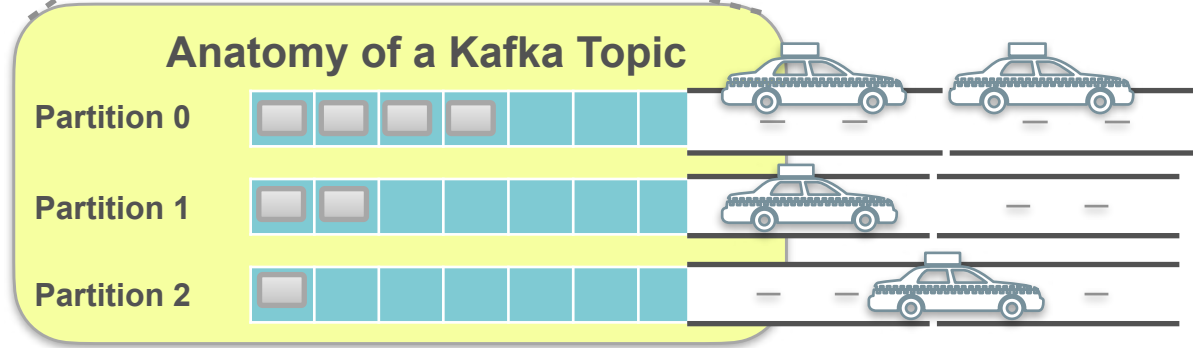 Anatomy of a Kafka Topic
Partition 0
Partition 1
Partition 2